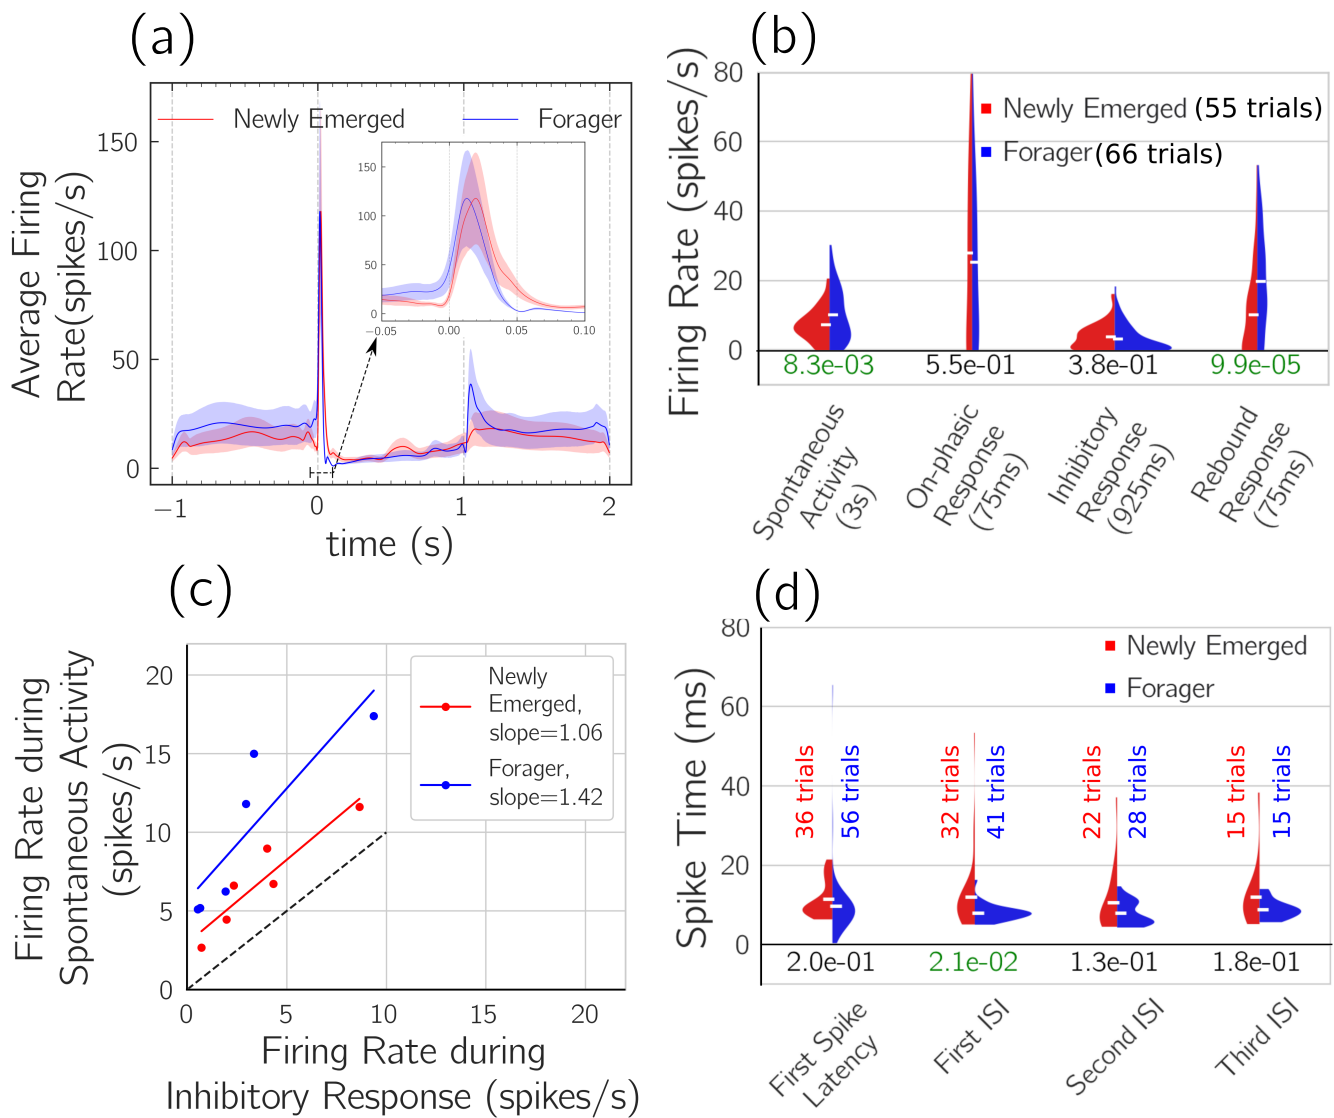 (a)
Average Firing
Rate(spikes/s)
150
100
50
0
Newly Emerged
Forager
150
100
50
0
−0.05
0.00
0.05
0.10
−1
0
1
2
time (s)
(b)
Firing Rate (spikes/s)
80
60
40
20
0
Newly Emerged (55 trials)
Forager(66 trials)
8.3e-03
5.5e-01
3.8e-01
9.9e-05
Spontaneous
Activity
(3s)
On-phasic
Response
(75ms)
Inhibitory
Response
(925ms)
Rebound
Response
(75ms)
(c)
Firing Rate during
Spontaneous Activity
(spikes/s)
20
15
10
5
0
Newly
Emerged,
slope=1.06
Forager,
slope=1.42
0
5
10
15
20
Firing Rate during
Inhibitory Response (spikes/s)
(d)
Spike Time (ms)
80
60
40
20
0
Newly Emerged
Forager
36 trials
56 trials
32 trials
41 trials
22 trials
28 trials
15 trials
15 trials
2.0e-01
2.1e-02
1.3e-01
1.8e-01
First Spike
Latency
First ISI
Second ISI
Third ISI